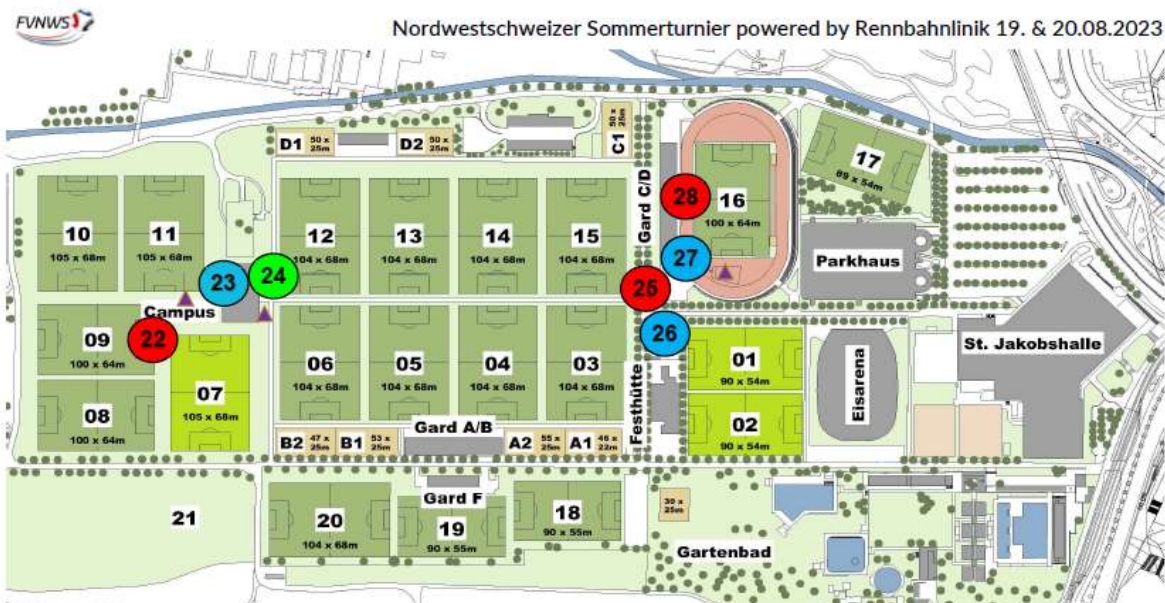 FVNWS
Nordwestschweizer Sommerturnier powered by Rennbahnlinik 19. & 20.08.2023
D1 50 x 25m
D2 50 x 25m
C1 50 x 25m
17
89 x 54m
10
105 x 68m
11
105 x 68m
12
104 x 68m
13
104 x 68m
14
104 x 68m
15
104 x 68m
Gard C/D
28
16
100 x 64m
27
Parkhaus
23
24
25
Campus
22
26
09
100 x 64m
08
100 x 64m
07
105 x 68m
06
104 x 68m
05
104 x 68m
04
104 x 68m
03
104 x 68m
Festhütte
01
90 x 54m
02
90 x 54m
Eisarena
St. Jakobshalle
Gard A/B
B2 47 x 25m
B1 53 x 25m
A2 55 x 25m
A1 46 x 22m
21
20
104 x 68m
Gard F
19
90 x 55m
18
90 x 55m
30 x 25m
Gartenbad